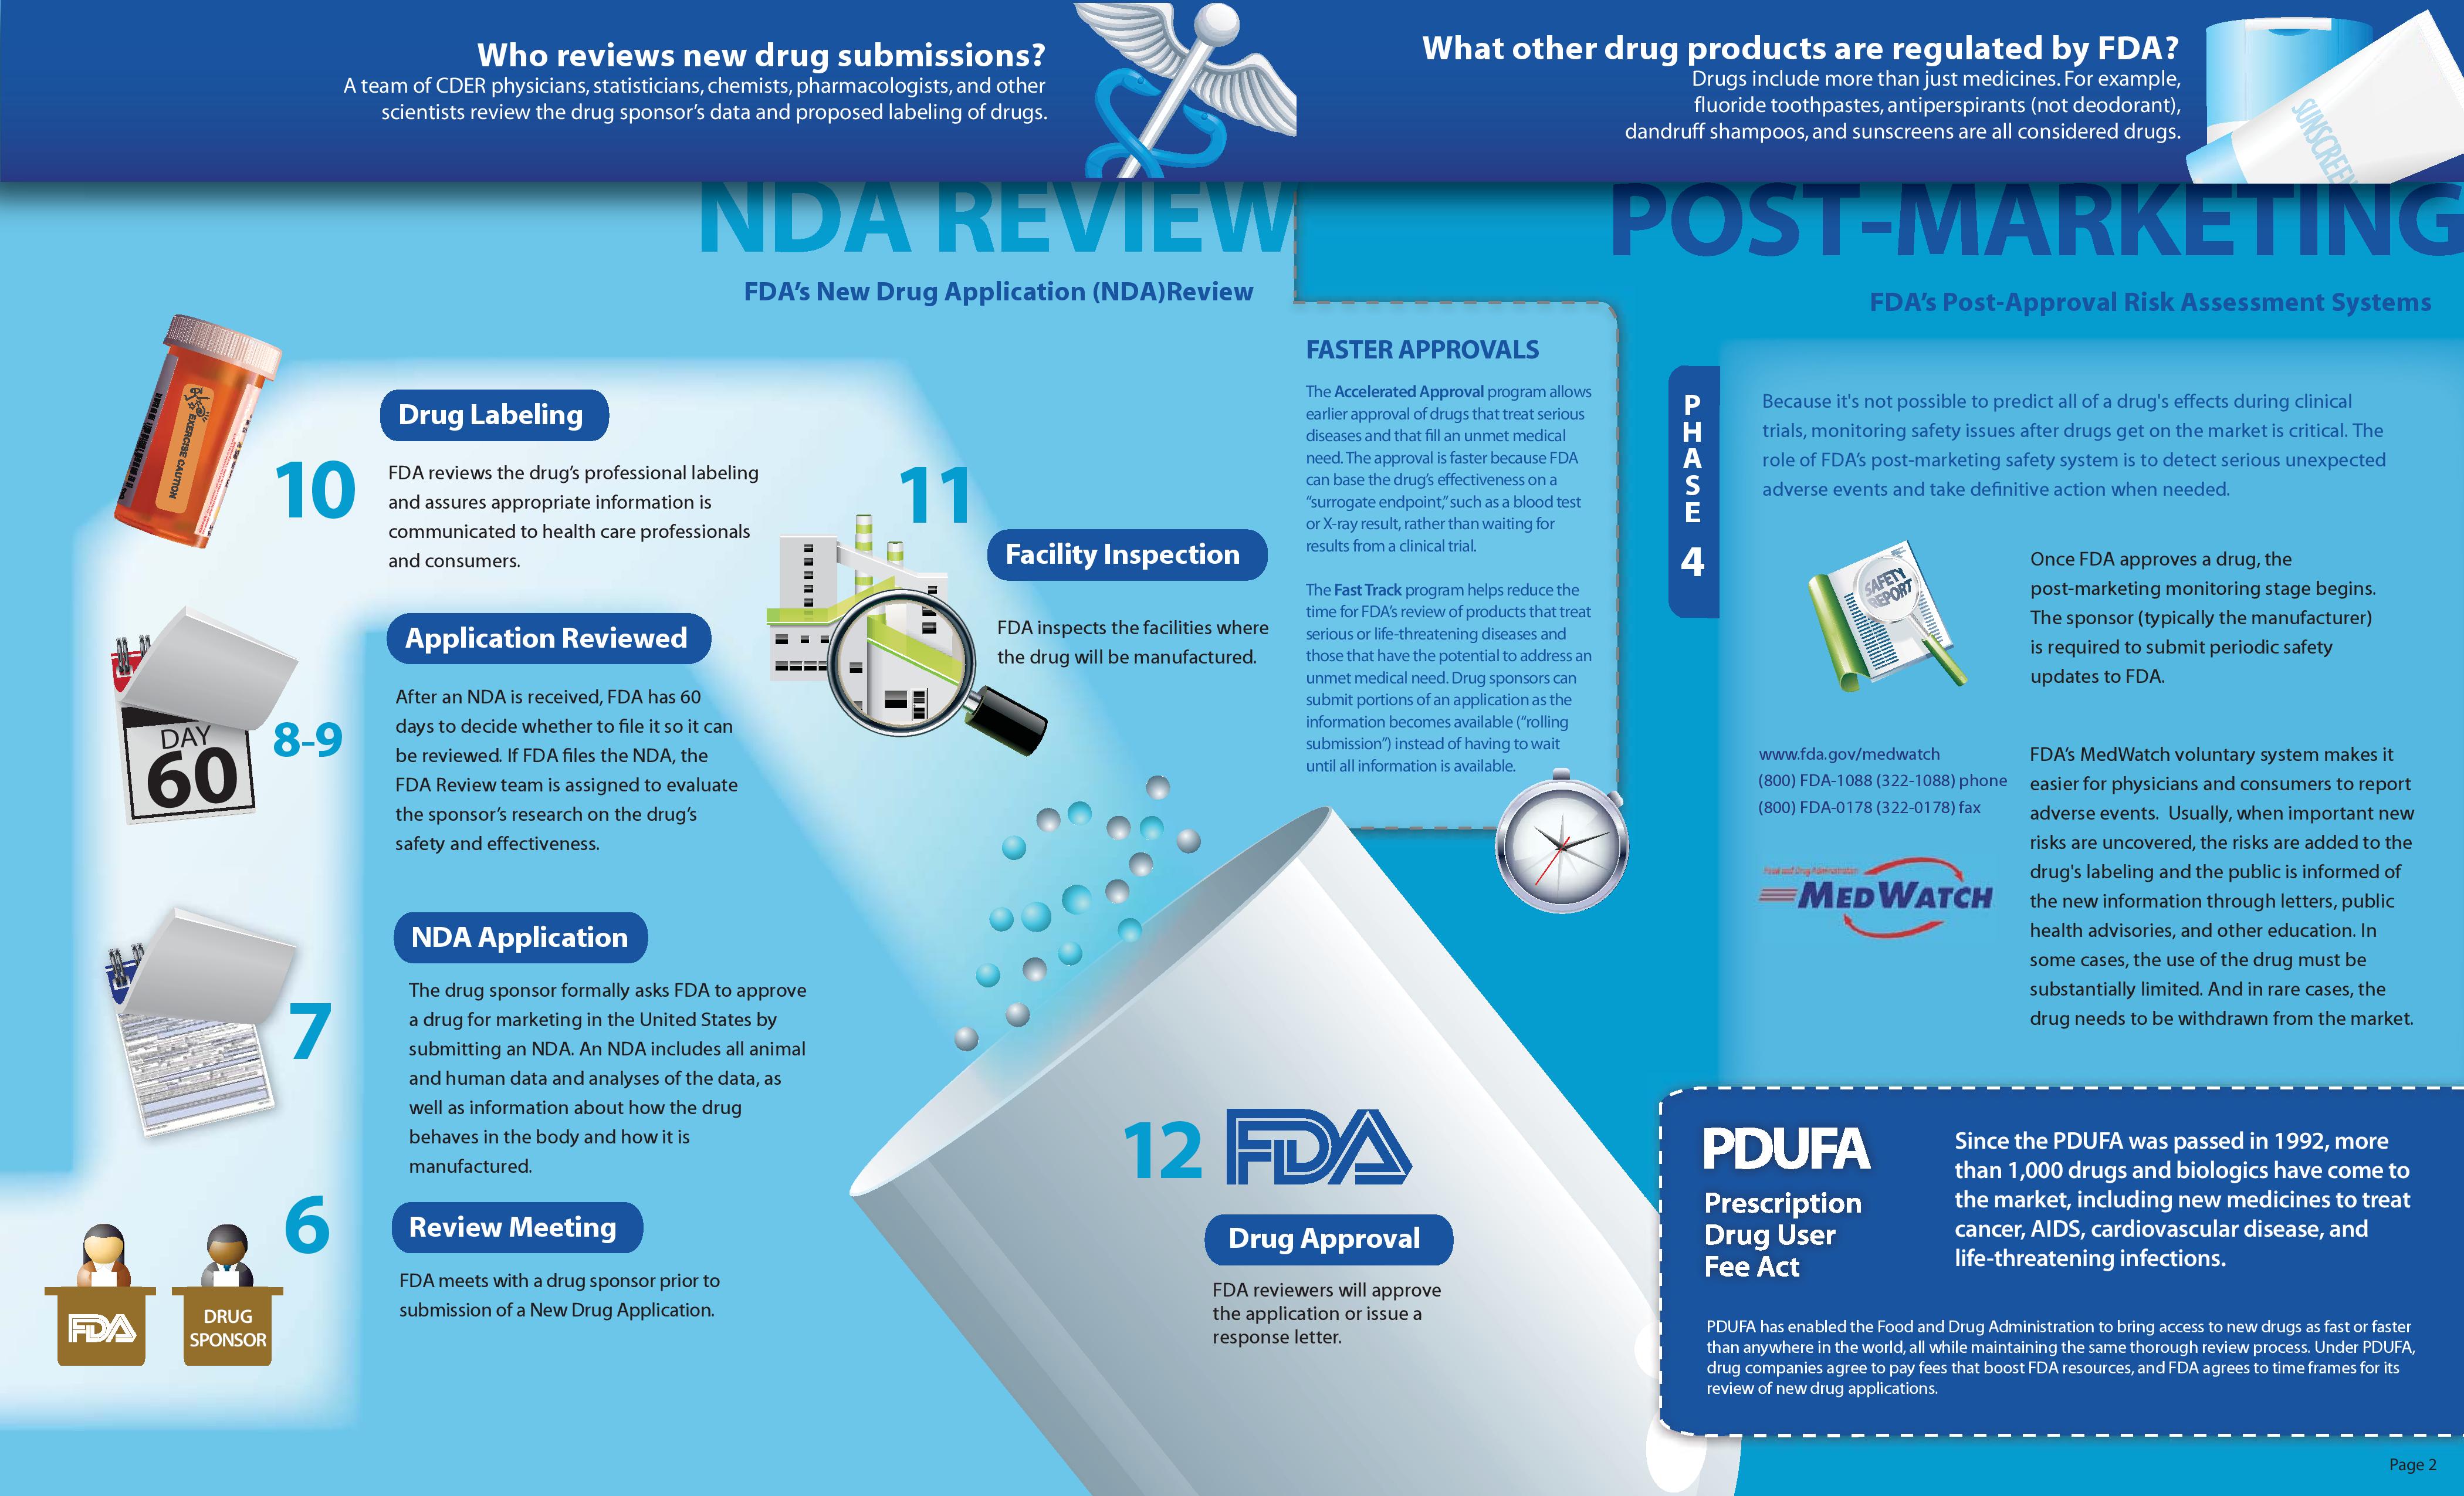 Who reviews new drug submissions?
A team of CDER physicians, statisticians, chemists, pharmacologists, and other
scientists review the drug sponsor's data and proposed labeling of drugs.
What other drug products are regulated by FDA?
Drugs include more than just medicines. For example,
fluoride toothpastes, antiperspirants (not deodorant),
dandruff shampoos, and sunscreens are all considered drugs.
SUNSCREEN
NDA REVIEW
FDA's New Drug Application (NDA)Review
EXERCISE CAUTION
10
Drug Labeling
FDA reviews the drug's professional labeling
and assures appropriate information is
communicated to health care professionals
and consumers.
11
Facility Inspection
FDA inspects the facilities where
the drug will be manufactured.
DAY
60
8-9
Application Reviewed
After an NDA is received, FDA has 60
days to decide whether to file it so it can
be reviewed. If FDA files the NDA, the
FDA Review team is assigned to evaluate
the sponsor's research on the drug's
safety and effectiveness.
7
NDA Application
The drug sponsor formally asks FDA to approve
a drug for marketing in the United States by
submitting an NDA. An NDA includes all animal
and human data and analyses of the data, as
well as information about how the drug
behaves in the body and how it is
manufactured.
6
Review Meeting
FDA meets with a drug sponsor prior to
submission of a New Drug Application.
FDA
DRUG
SPONSOR
12
FDA
Drug Approval
FDA reviewers will approve
the application or issue a
response letter.
FASTER APPROVALS
The Accelerated Approval program allows
earlier approval of drugs that treat serious
diseases and that fill an unmet medical
need. The approval is faster because FDA
can base the drug's effectiveness on a
“surrogate endpoint,” such as a blood test
or X-ray result, rather than waiting for
results from a clinical trial.
The Fast Track program helps reduce the
time for FDA's review of products that treat
serious or life-threatening diseases and
those that have the potential to address an
unmet medical need. Drug sponsors can
submit portions of an application as the
information becomes available (“rolling
submission”) instead of having to wait
until all information is available.
POST-MARKETING
FDA's Post-Approval Risk Assessment Systems
PHASE 4
Because it's not possible to predict all of a drug's effects during clinical
trials, monitoring safety issues after drugs get on the market is critical. The
role of FDA's post-marketing safety system is to detect serious unexpected
adverse events and take definitive action when needed.
SAFETY
REPORT
Once FDA approves a drug, the
post-marketing monitoring stage begins.
The sponsor (typically the manufacturer)
is required to submit periodic safety
updates to FDA.
www.fda.gov/medwatch
(800) FDA-1088 (322-1088) phone
(800) FDA-0178 (322-0178) fax
Food and Drug Administration
MEDWATCH
FDA's MedWatch voluntary system makes it
easier for physicians and consumers to report
adverse events.  Usually, when important new
risks are uncovered, the risks are added to the
drug's labeling and the public is informed of
the new information through letters, public
health advisories, and other education. In
some cases, the use of the drug must be
substantially limited. And in rare cases, the
drug needs to be withdrawn from the market.
PDUFA
Prescription
Drug User
Fee Act
Since the PDUFA was passed in 1992, more
than 1,000 drugs and biologics have come to
the market, including new medicines to treat
cancer, AIDS, cardiovascular disease, and
life-threatening infections.
PDUFA has enabled the Food and Drug Administration to bring access to new drugs as fast or faster
than anywhere in the world, all while maintaining the same thorough review process. Under PDUFA,
drug companies agree to pay fees that boost FDA resources, and FDA agrees to time frames for its
review of new drug applications.
Page 2